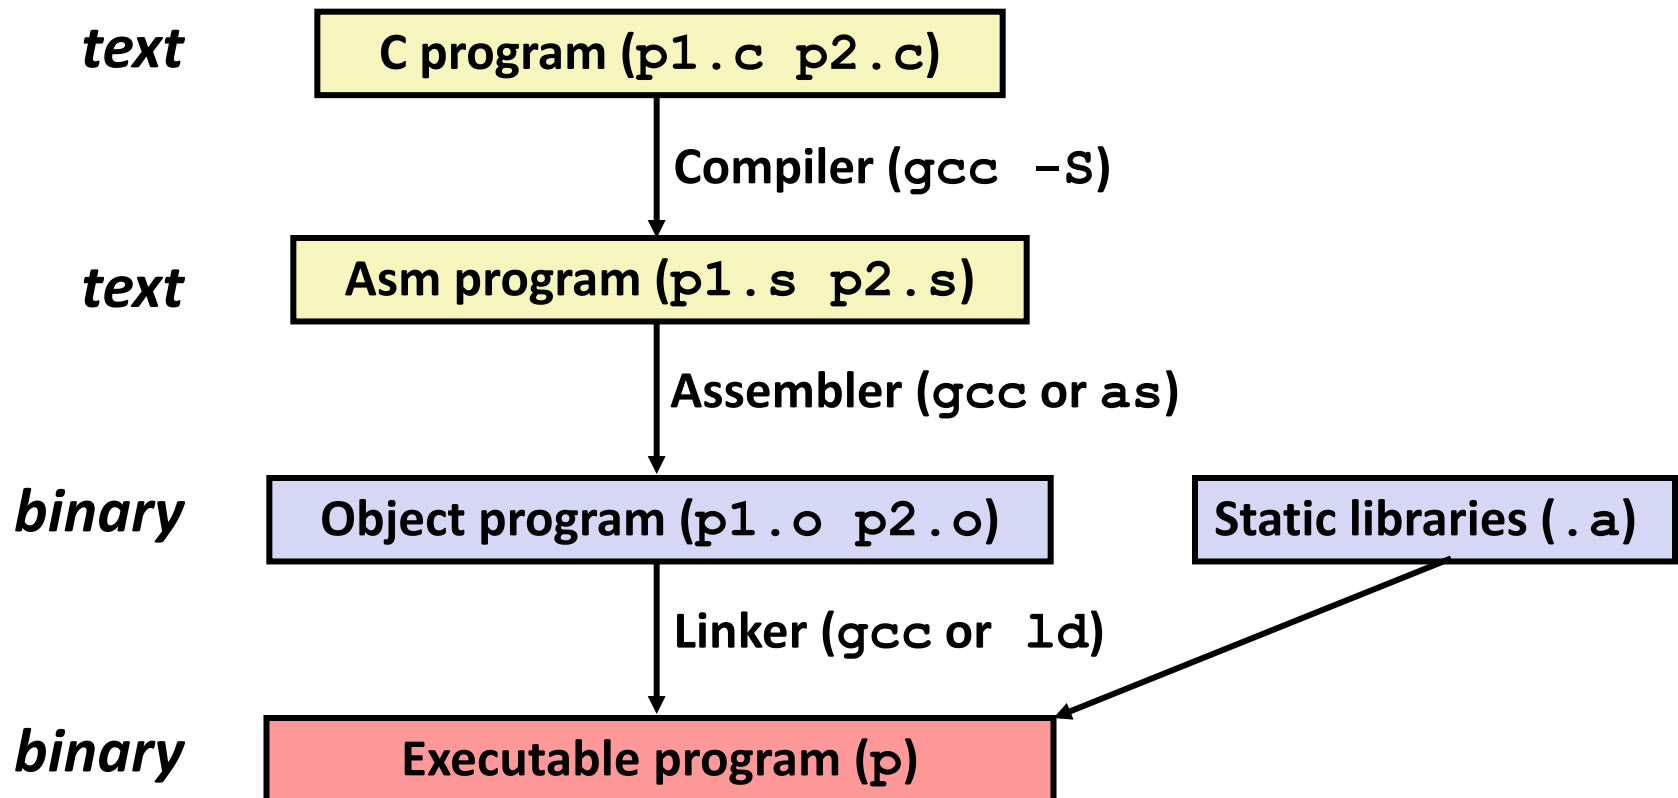 text
C program (p1.c p2.c)
Compiler (gcc -S)
text
Asm program (p1.s p2.s)
Assembler (gcc or as)
binary
Object program (p1.o p2.o)
Static libraries (.a)
Linker (gcc or ld)
binary
Executable program (p)